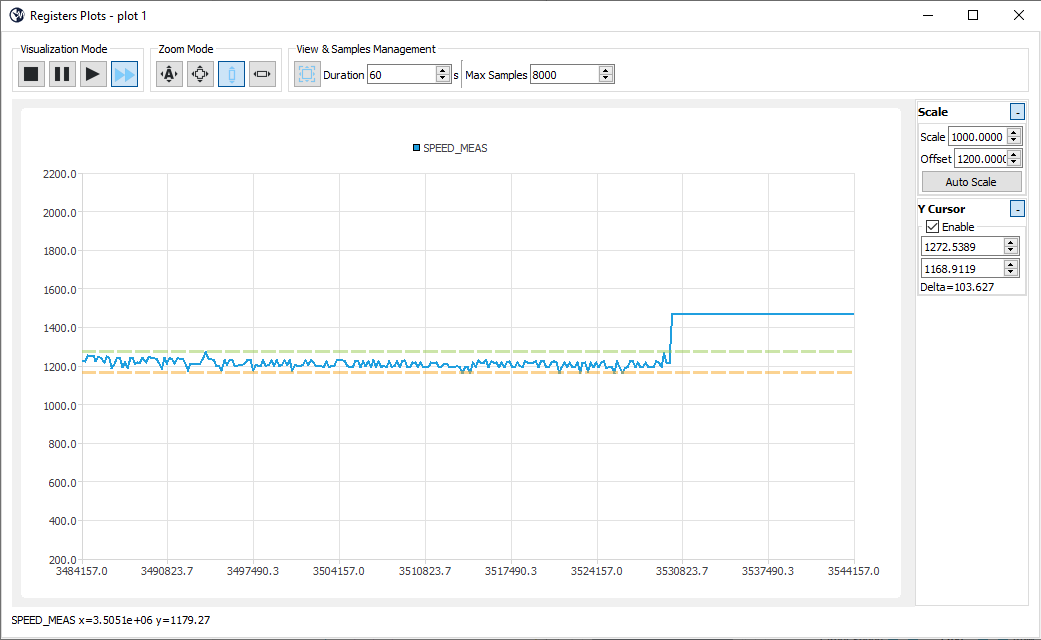 Registers Plots - plot 1
Visualization Mode
Zoom Mode
View & Samples Management
A
Duration 60 s
Max Samples 8000
SPEED_MEAS
2200.0
2000.0
1800.0
1600.0
1400.0
1200.0
1000.0
800.0
600.0
400.0
200.0
3484157.0 3490823.7 3497490.3 3504157.0 3510823.7 3517490.3 3524157.0 3530823.7 3537490.3 3544157.0
Scale -
Scale 1000.0000
Offset 1200.0000
Auto Scale
Y Cursor -
Enable
1272.5389
1168.9119
Delta=103.627
SPEED_MEAS x=3.5051e+06 y=1179.27